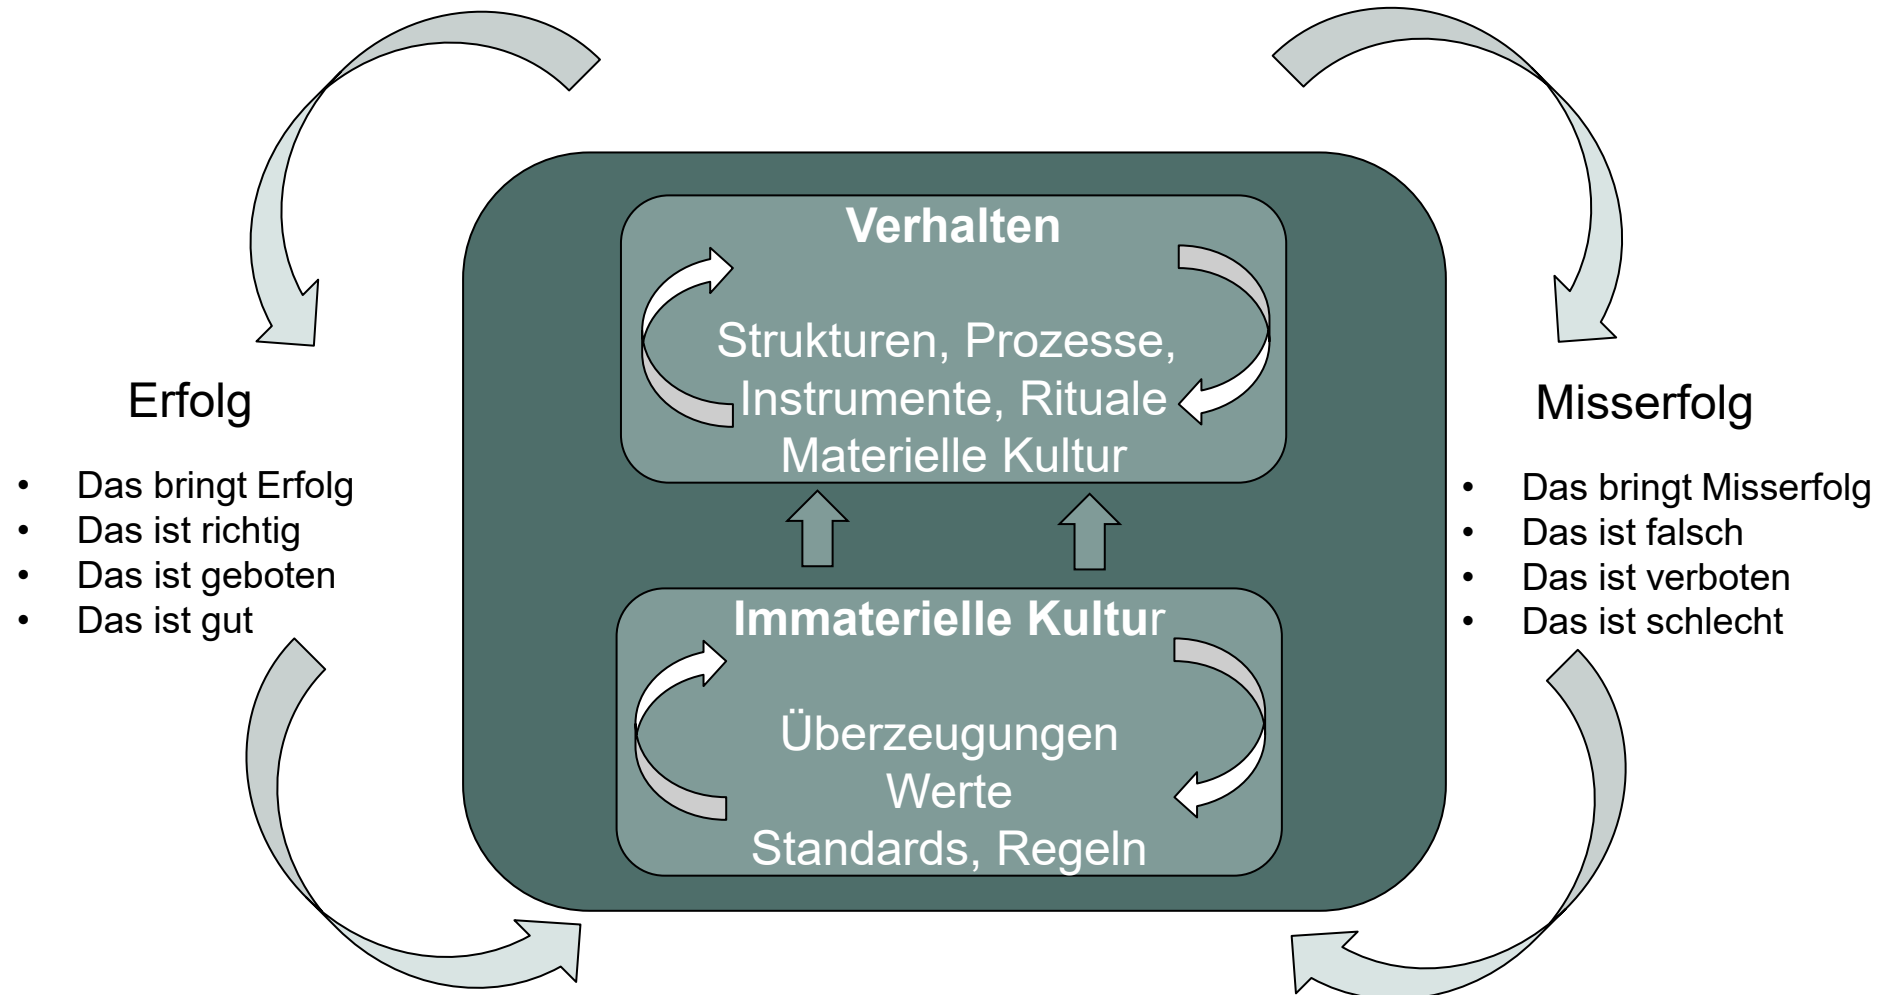 Verhalten
Strukturen, Prozesse,
Instrumente, Rituale
Materielle Kultur
Erfolg
• Das bringt Erfolg
• Das ist richtig
• Das ist geboten
• Das ist gut
Misserfolg
• Das bringt Misserfolg
• Das ist falsch
• Das ist verboten
• Das ist schlecht
Immaterielle Kultur
Überzeugungen
Werte
Standards, Regeln